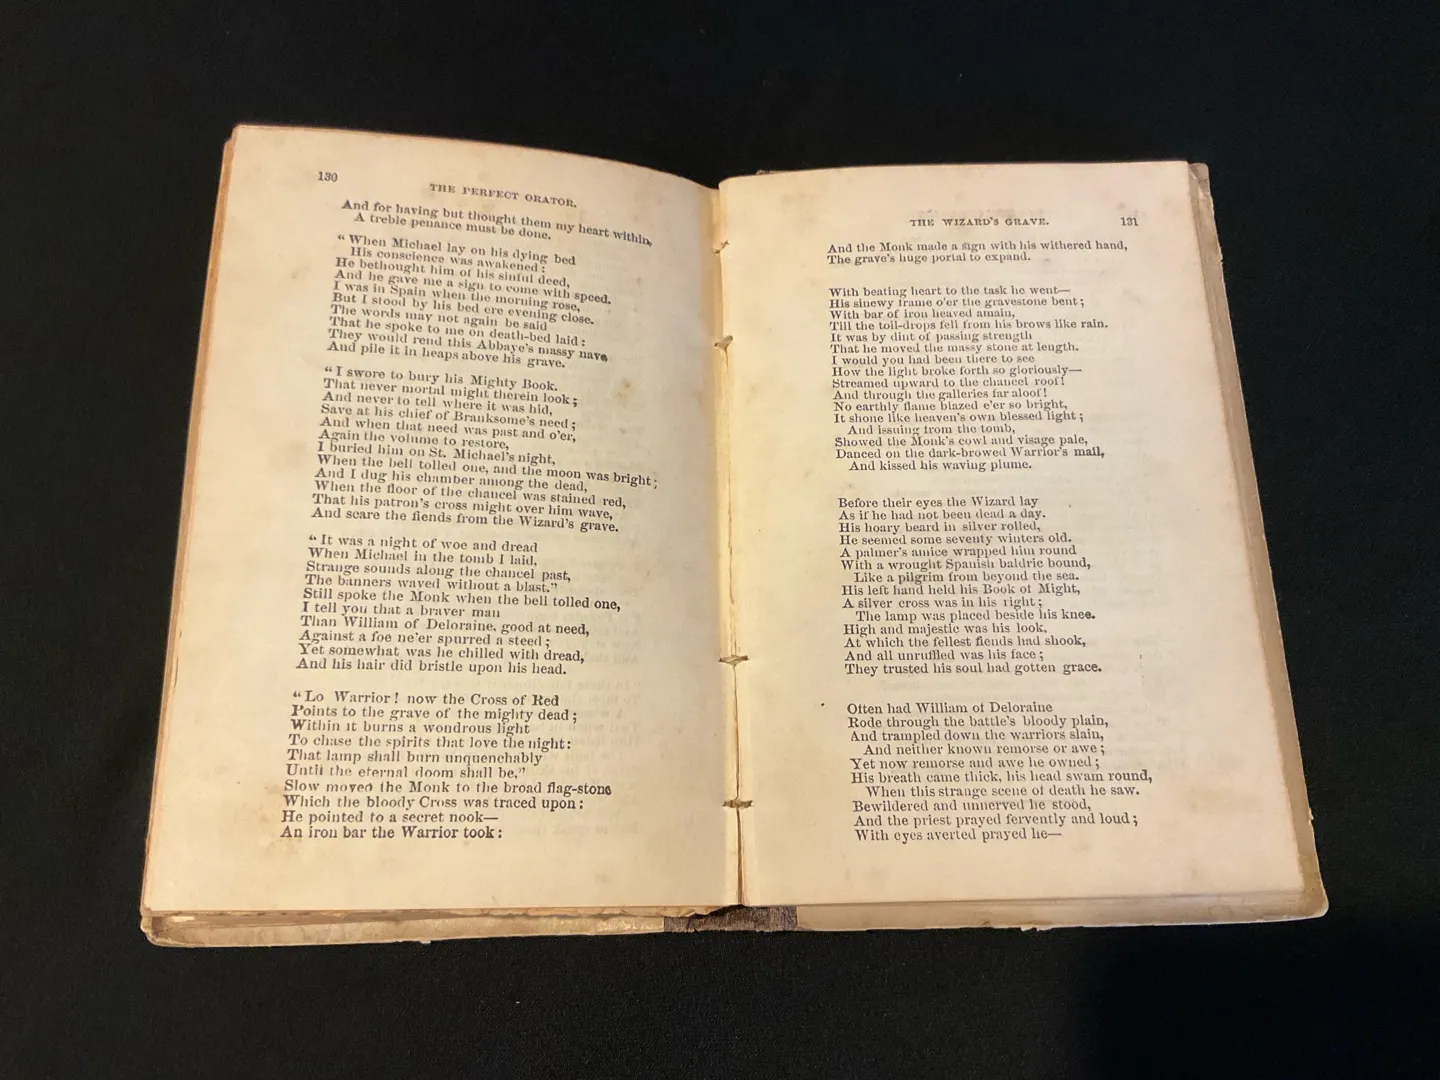 130
THE PERFECT ORATOR.
And for having but thought them my heart within,
A treble penance must be done.
“When Michael lay on his dying bed
His conscience was awakened;
He bethought him of his sinful deed,
And he gave me a sign to come with speed.
I was in Spain when the morning rose,
But I stood by his bed ere evening close.
The words may not again be said
That he spoke to me on death-bed laid:
They would rend this Abbaye's massy nave
And pile it in heaps above his grave.
“I swore to bury his Mighty Book.
That never mortal might therein look;
And never to tell where it was hid,
Save at his chief of Branksome's need;
And when that need was past and o'er,
Again the volume to restore,
I buried him on St. Michael's night,
When the bell tolled one, and the moon was bright;
And I dug his chamber among the dead,
When the floor of the chancel was stained red,
That his patron's cross might over him wave,
And scare the fiends from the Wizard's grave.
“It was a night of woe and dread
When Michael in the tomb I laid,
Strange sounds along the chancel past,
The banners waved without a blast.”
Still spoke the Monk when the bell tolled one,
I tell you that a braver man
Than William of Deloraine, good at need,
Against a foe ne'er spurred a steed;
Yet somewhat was he chilled with dread,
And his hair did bristle upon his head.
“Lo Warrior! now the Cross of Red
Points to the grave of the mighty dead;
Within it burns a wondrous light
To chase the spirits that love the night:
That lamp shall burn unquenchably
Until the eternal doom shall be,”
Slow moved the Monk to the broad flag-stone
Which the bloody Cross was traced upon:
He pointed to a secret nook—
An iron bar the Warrior took:
THE WIZARD'S GRAVE. 131
And the Monk made a sign with his withered hand,
The grave's huge portal to expand.
With beating heart to the task he went—
His sinewy frame o'er the gravestone bent;
With bar of iron heaved amain,
Till the toil-drops fell from his brows like rain.
It was by dint of passing strength
That he moved the massy stone at length.
I would you had been there to see
How the light broke forth so gloriously—
Streamed upward to the chancel roof!
And through the galleries far aloof!
No earthly flame blazed e'er so bright,
It shone like heaven's own blessed light;
And issuing from the tomb,
Showed the Monk's cowl and visage pale,
Danced on the dark-browed Warrior's mail,
And kissed his waving plume.
Before their eyes the Wizard lay
As if he had not been dead a day.
His hoary beard in silver rolled,
He seemed some seventy winters old.
A palmer's amice wrapped him round
With a wrought Spanish baldric bound,
Like a pilgrim from beyond the sea.
His left hand held his Book of Might,
A silver cross was in his right;
The lamp was placed beside his knee.
High and majestic was his look,
At which the fellest fiends had shook,
And all unruffled was his face;
They trusted his soul had gotten grace.
Often had William of Deloraine
Rode through the battle's bloody plain,
And trampled down the warriors slain,
And neither known remorse or awe;
Yet now remorse and awe he owned;
His breath came thick, his head swam round,
When this strange scene of death he saw.
Bewildered and unnerved he stood,
And the priest prayed fervently and loud;
With eyes averted prayed he—